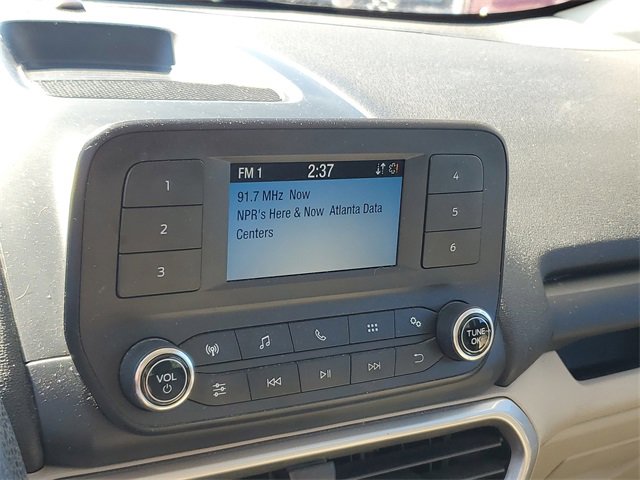 FM 1 2:37
91.7 MHz Now
NPR's Here & Now Atlanta Data
Centers
1
2
3
4
5
6
VOL
TUNE
OK